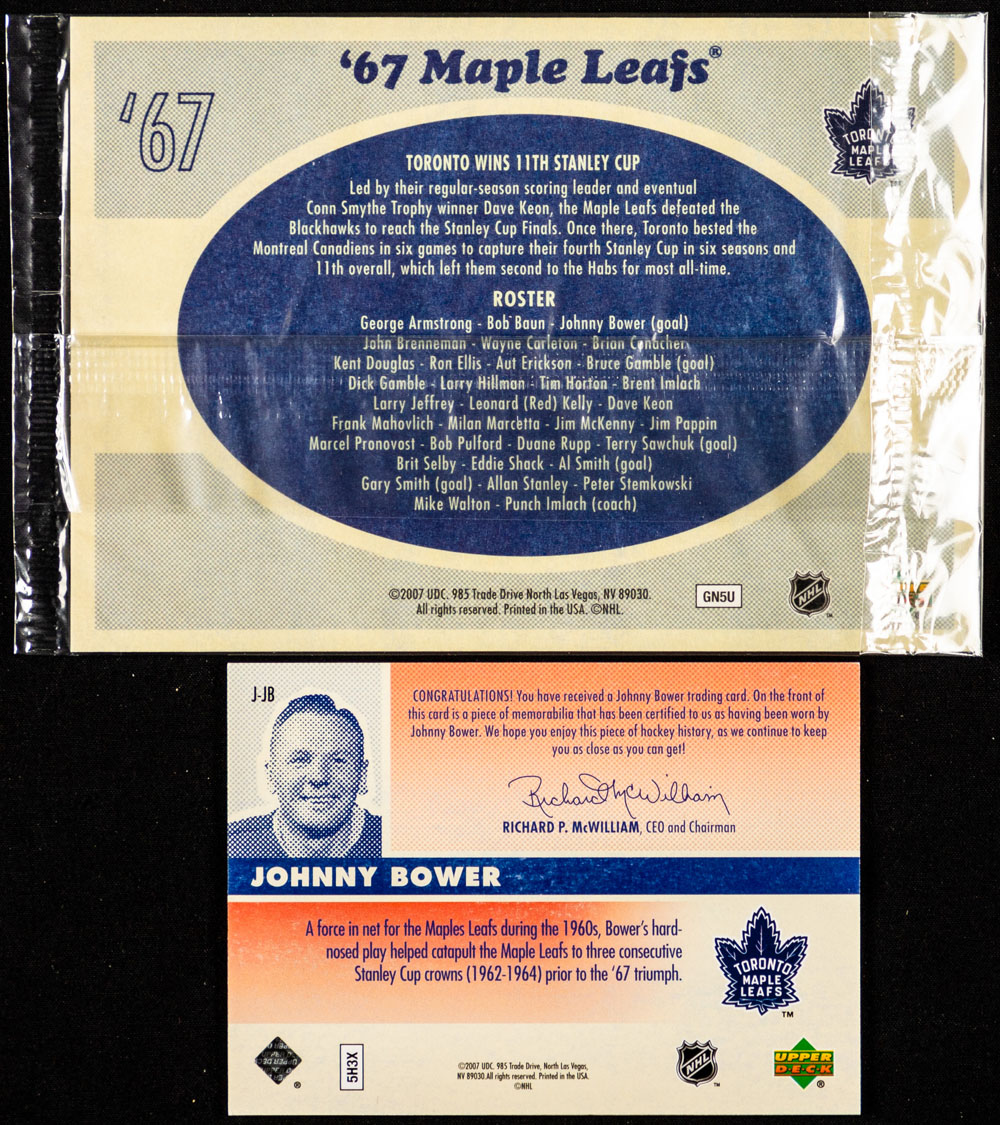 '67 Maple Leafs®
'67
TORONTO
MAPLE
LEAFS
TORONTO WINS 11TH STANLEY CUP
Led by their regular-season scoring leader and eventual
Conn Smythe Trophy winner Dave Keon, the Maple Leafs defeated the
Blackhawks to reach the Stanley Cup Finals. Once there, Toronto bested the
Montreal Canadiens in six games to capture their fourth Stanley Cup in six seasons and
11th overall, which left them second to the Habs for most all-time.
ROSTER
George Armstrong - Bob Baun - Johnny Bower (goal)
John Brenneman - Wayne Carleton - Brian Conacher
Kent Douglas - Ron Ellis - Aut Erickson - Bruce Gamble (goal)
Dick Gamble - Larry Hillman - Tim Horton - Brent Imlach
Larry Jeffrey - Leonard (Red) Kelly - Dave Keon
Frank Mahovlich - Milan Marcetta - Jim McKenny - Jim Pappin
Marcel Pronovost - Bob Pulford - Duane Rupp - Terry Sawchuk (goal)
Brit Selby - Eddie Shack - Al Smith (goal)
Gary Smith (goal) - Allan Stanley - Peter Stemkowski
Mike Walton - Punch Imlach (coach)
©2007 UDC. 985 Trade Drive North Las Vegas, NV 89030.
All rights reserved. Printed in the USA. ©NHL.
GN5U
NHL
J-JB
CONGRATULATIONS! You have received a Johnny Bower trading card. On the front of
this card is a piece of memorabilia that has been certified to us as having been worn by
Johnny Bower. We hope you enjoy this piece of hockey history, as we continue to keep
you as close as you can get!
Richard McWilliam
RICHARD P. McWILLIAM, CEO and Chairman
JOHNNY BOWER
A force in net for the Maples Leafs during the 1960s, Bower's hard-
nosed play helped catapult the Maple Leafs to three consecutive
Stanley Cup crowns (1962-1964) prior to the '67 triumph.
TORONTO
MAPLE
LEAFS
TM
5H3X
©2007 UDC. 985 Trade Drive, North Las Vegas,
NV 89030. All rights reserved. Printed in the USA.
©NHL
NHL
UPPER
DECK
®